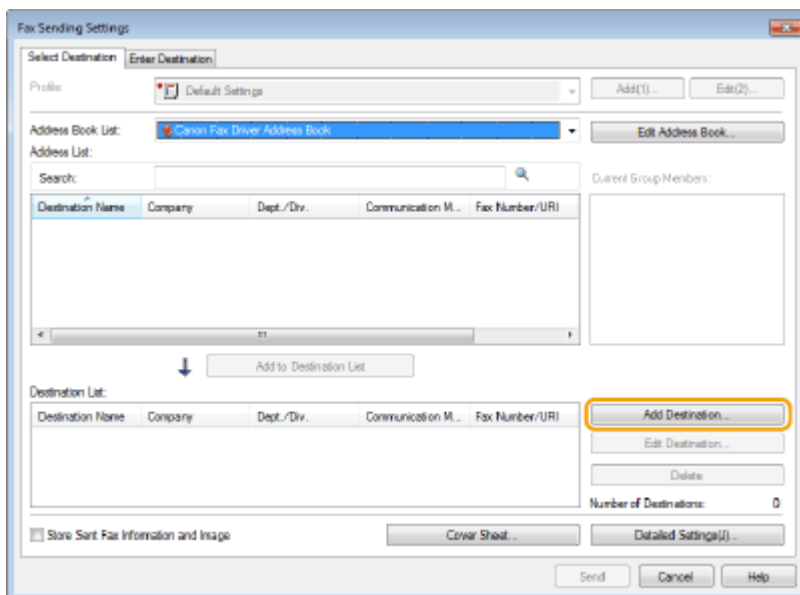 Fax Sending Settings
Select Destination Enter Destination
Profile: Default Settings Add(1)... Edit(2)...
Address Book List: Canon Fax Driver Address Book Edit Address Book...
Address List:
Search: Current Group Members:
Destination Name Company Dept./Div. Communication M... Fax Number/URI
Add to Destination List
Destination List:
Destination Name Company Dept./Div. Communication M... Fax Number/URI
Add Destination...
Edit Destination...
Delete
Number of Destinations: 0
Store Sent Fax Information and Image Cover Sheet... Detailed Settings(J)...
Send Cancel Help